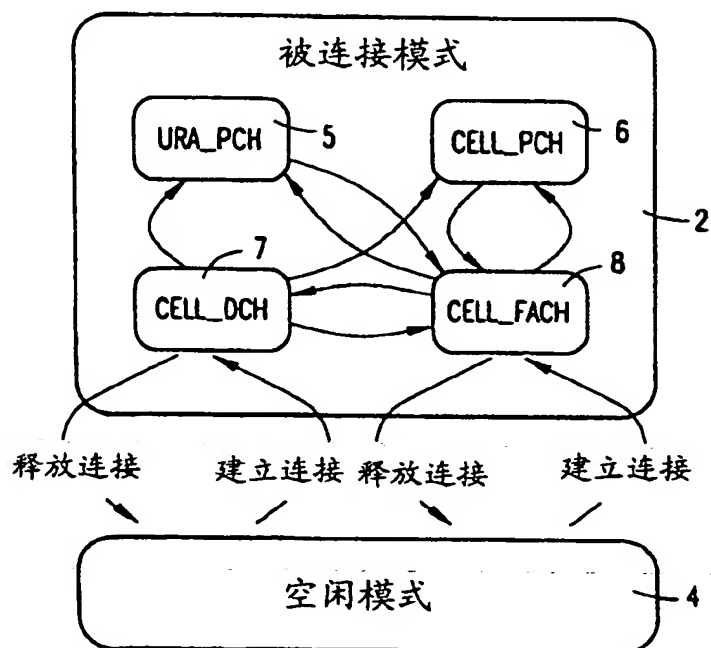 被连接模式
URA_PCH
5
CELL_PCH
6
2
7
8
CELL_DCH
CELL_FACH
释放连接
建立连接
释放连接
建立连接
空闲模式
4